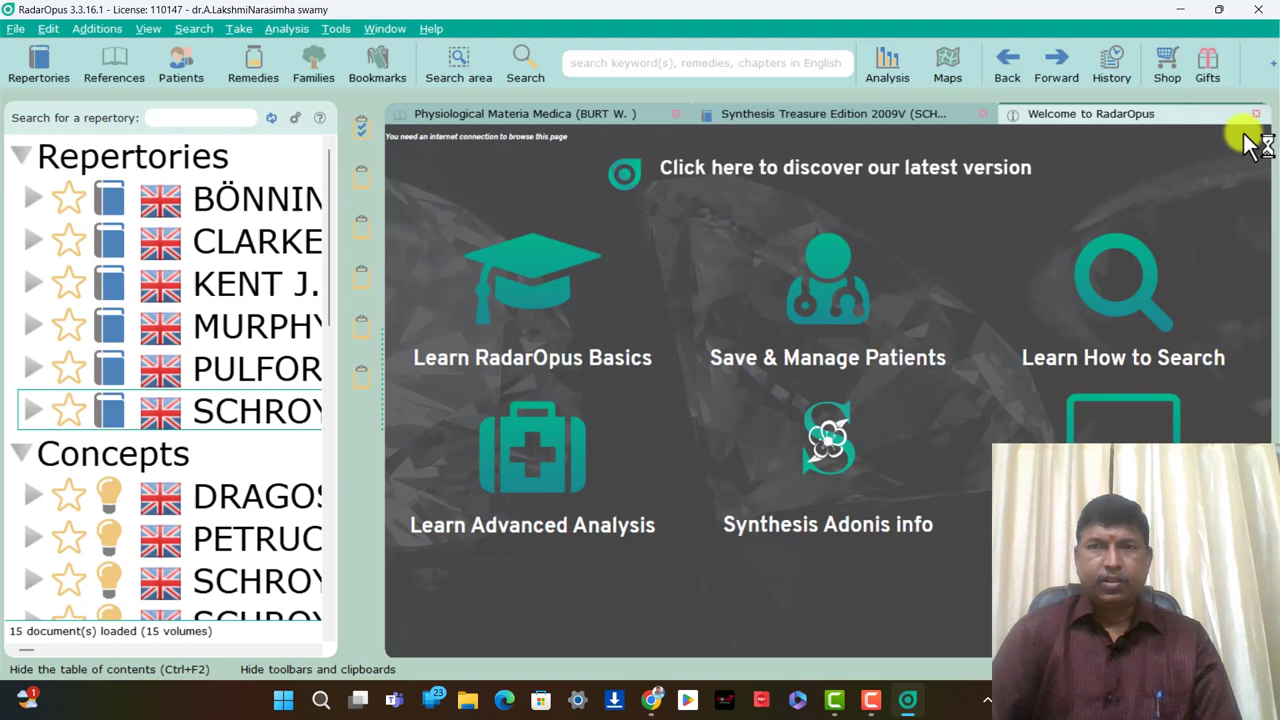 RadarOpus 3.3.16.1 - License: 110147 - dr.A.LakshmiNarasimha swamy
File Edit Additions View Search Take Analysis Tools Window Help
Repertories References Patients Remedies Families Bookmarks Search area Search search keyword(s), remedies, chapters in English Analysis Maps Back Forward History Shop Gifts
Search for a repertory:
Physiological Materia Medica (BURT W. ) Synthesis Treasure Edition 2009V (SCH... Welcome to RadarOpus
You need an internet connection to browse this page
Click here to discover our latest version
Repertories
BÖNNIN
CLARKE
KENT J.
MURPHY
PULFOR
SCHROY
Concepts
DRAGOS
PETRUC
SCHROY
Learn RadarOpus Basics Save & Manage Patients Learn How to Search
Learn Advanced Analysis Synthesis Adonis info
15 document(s) loaded (15 volumes)
Hide the table of contents (Ctrl+F2) Hide toolbars and clipboards
1
23